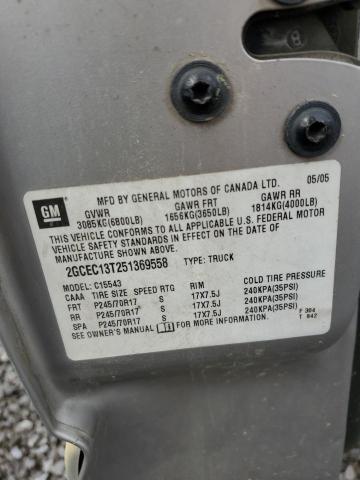 GM
MFD BY GENERAL MOTORS OF CANADA LTD. 05/05
GVWR GAWR FRT GAWR RR
3085KG(6800LB) 1656KG(3650LB) 1814KG(4000LB)
THIS VEHICLE CONFORMS TO ALL APPLICABLE U.S. FEDERAL MOTOR
VEHICLE SAFETY STANDARDS IN EFFECT ON THE DATE OF
MANUFACTURE SHOWN ABOVE.
2GCEC13T251369558 TYPE: TRUCK
MODEL: C15543
CAAA TIRE SIZE SPEED RTG RIM COLD TIRE PRESSURE
FRT P245/70R17 S 17X7.5J 240KPA(35PSI)
RR P245/70R17 S 17X7.5J 240KPA(35PSI)
SPA P245/70R17 S 17X7.5J 240KPA(35PSI)
SEE OWNER'S MANUAL FOR MORE INFORMATION.
F 304
T 042